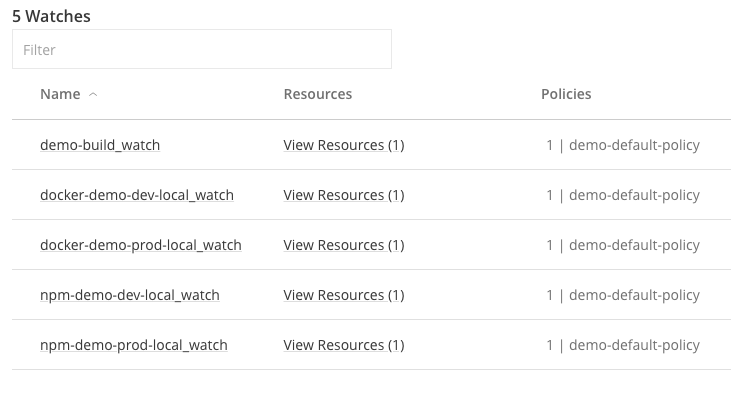 5 Watches
Filter
Name Resources Policies
demo-build_watch View Resources (1) 1 | demo-default-policy
docker-demo-dev-local_watch View Resources (1) 1 | demo-default-policy
docker-demo-prod-local_watch View Resources (1) 1 | demo-default-policy
npm-demo-dev-local_watch View Resources (1) 1 | demo-default-policy
npm-demo-prod-local_watch View Resources (1) 1 | demo-default-policy